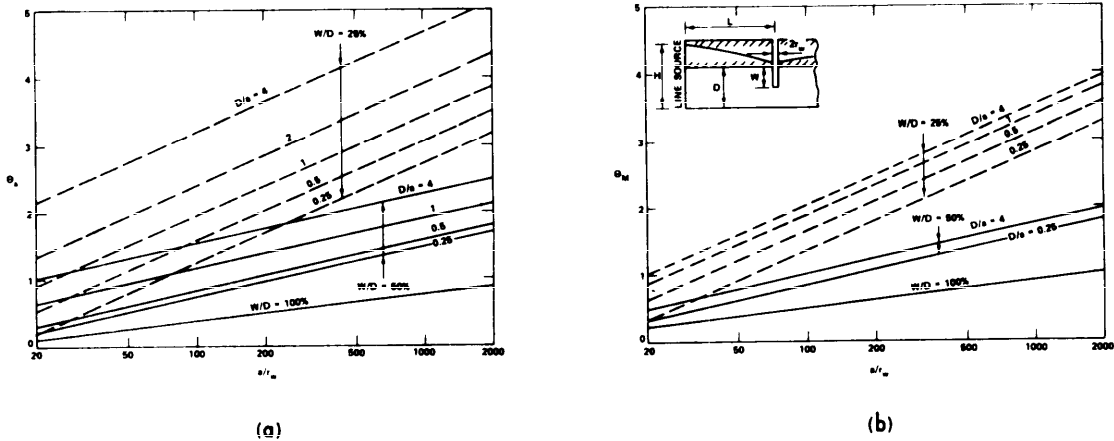 5
W/D = 25%
4
D/a = 4
3
2
θa
1
0.5
0.25
D/a = 4
2
1
0.5
0.25
1
W/D = 50%
W/D = 100%
0
20
50
100
200
500
1000
2000
a/rw
(a)
5
L
2rw
LINE SOURCE
H
W
D
4
D/a = 4
W/D = 25%
1
0.5
0.25
3
θM
W/D = 50%
2
D/a = 4
D/a = 0.25
1
W/D = 100%
0
20
50
100
200
500
1000
2000
a/rw
(b)